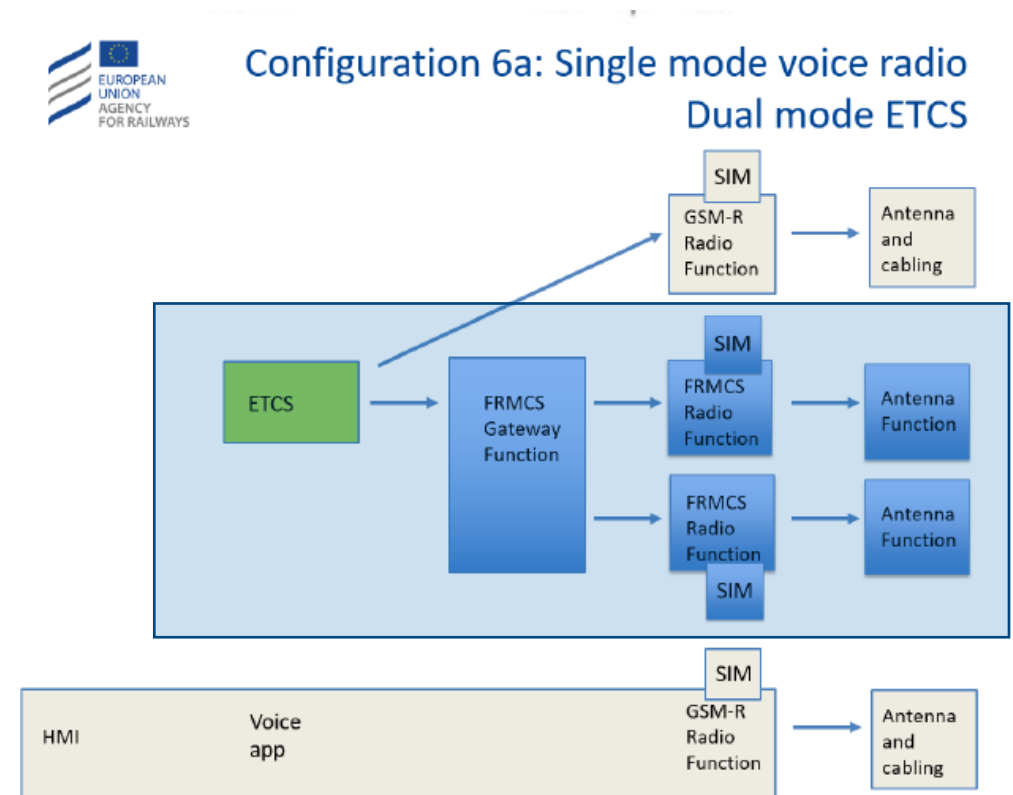 EUROPEAN
UNION
AGENCY
FOR RAILWAYS
Configuration 6a: Single mode voice radio
Dual mode ETCS
SIM
GSM-R
Radio
Function
Antenna
and
cabling
SIM
ETCS
FRMCS
Gateway
Function
FRMCS
Radio
Function
Antenna
Function
FRMCS
Radio
Function
SIM
Antenna
Function
SIM
HMI
Voice
app
GSM-R
Radio
Function
Antenna
and
cabling